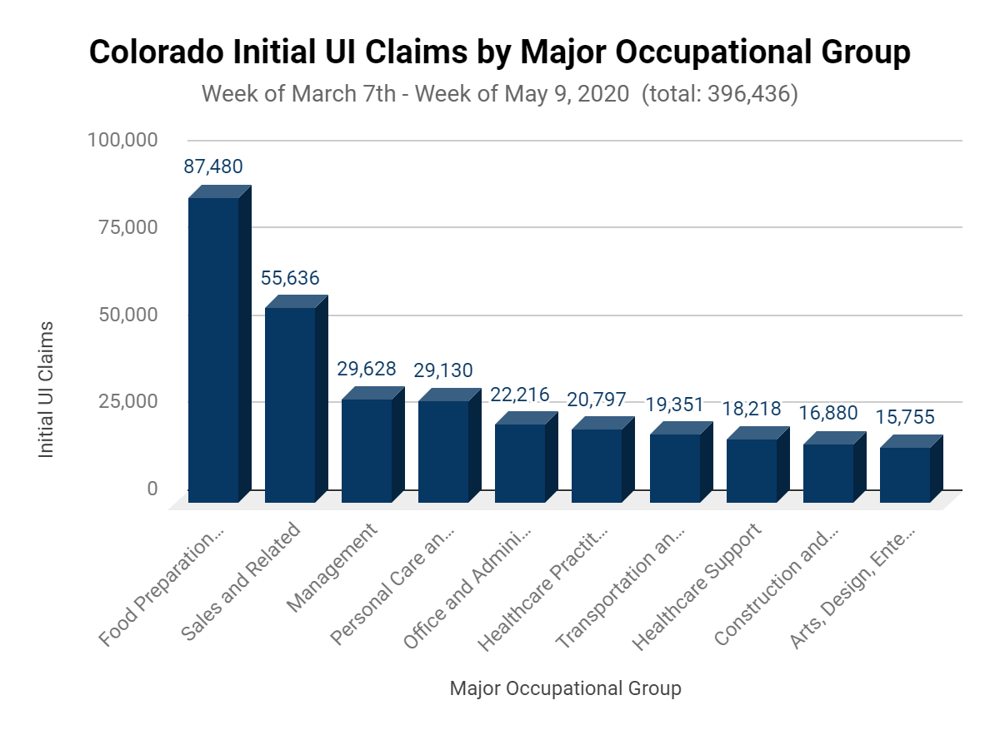 Colorado Initial UI Claims by Major Occupational Group
Week of March 7th - Week of May 9, 2020 (total: 396,436)
Initial UI Claims
100,000
75,000
50,000
25,000
0
87,480
55,636
29,628
29,130
22,216
20,797
19,351
18,218
16,880
15,755
Food Preparation...
Sales and Related
Management
Personal Care an...
Office and Admini...
Healthcare Practit...
Transportation an...
Healthcare Support
Construction and...
Arts, Design, Ente...
Major Occupational Group